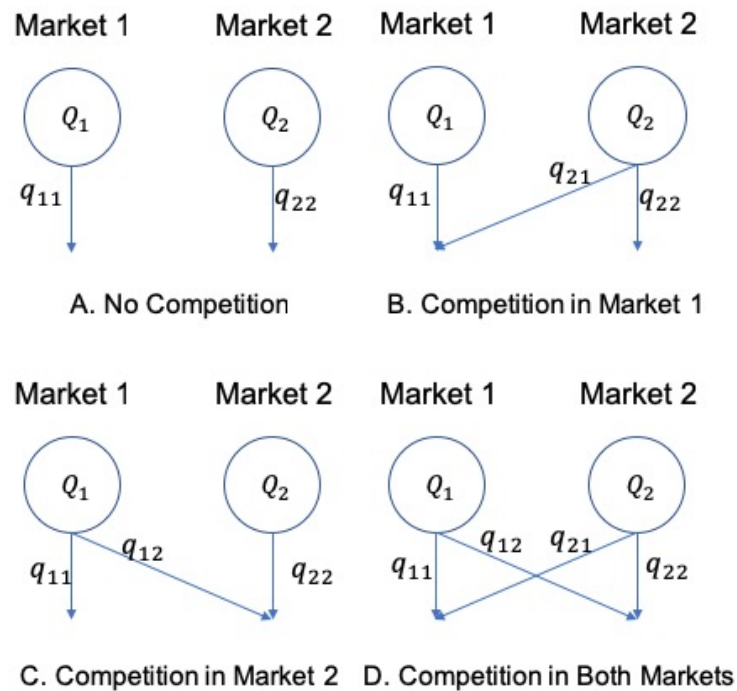 Market 1 Market 2 Market 1 Market 2
Q₁ Q₂ Q₁ Q₂
q₁₁ q₂₂ q₁₁ q₂₁ q₂₂
A. No Competition B. Competition in Market 1
Market 1 Market 2 Market 1 Market 2
Q₁ Q₂ Q₁ Q₂
q₁₁ q₁₂ q₂₂ q₁₁ q₁₂ q₂₁ q₂₂
C. Competition in Market 2 D. Competition in Both Markets